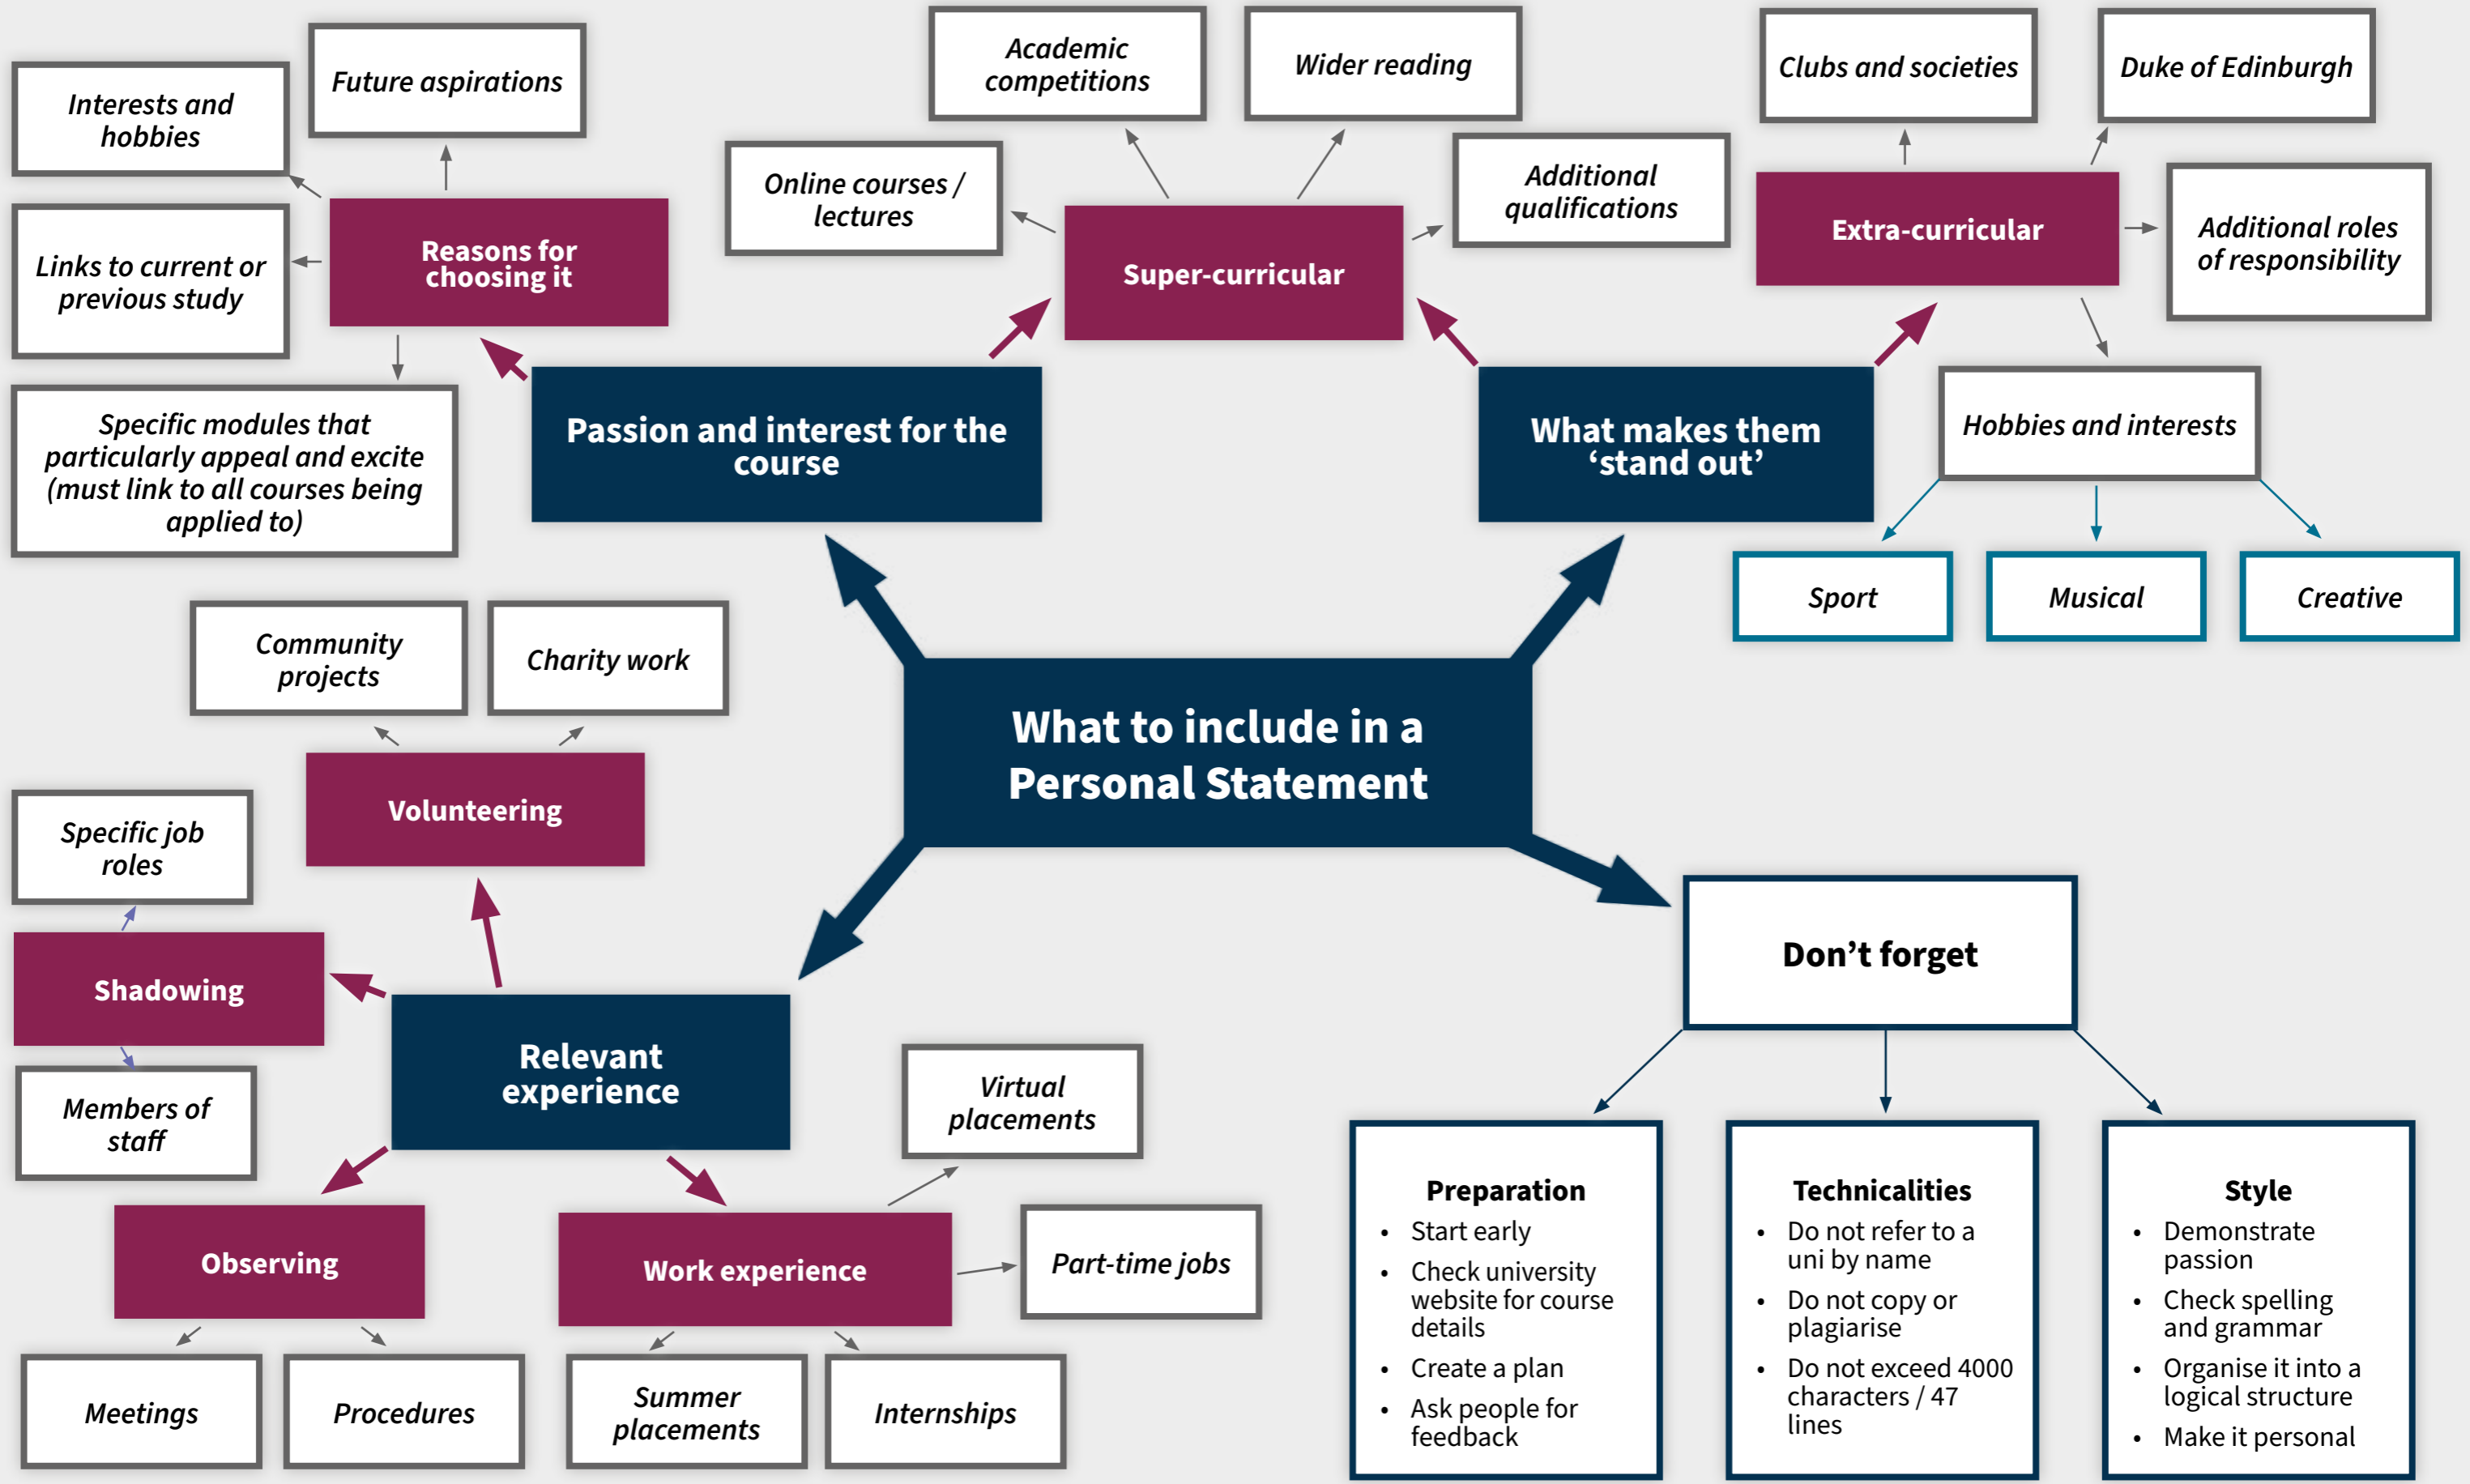 Interests and
hobbies
Future aspirations
Links to current or
previous study
Reasons for
choosing it
Specific modules that
particularly appeal and excite
(must link to all courses being
applied to)
Passion and interest for the
course
Academic
competitions
Wider reading
Online courses /
lectures
Additional
qualifications
Super-curricular
Clubs and societies
Duke of Edinburgh
Extra-curricular
Additional roles
of responsibility
What makes them
‘stand out’
Hobbies and interests
Sport
Musical
Creative
What to include in a
Personal Statement
Community
projects
Charity work
Volunteering
Specific job
roles
Shadowing
Members of
staff
Relevant
experience
Observing
Meetings
Procedures
Work experience
Virtual
placements
Part-time jobs
Summer
placements
Internships
Don’t forget
Preparation
• Start early
• Check university
website for course
details
• Create a plan
• Ask people for
feedback
Technicalities
• Do not refer to a
uni by name
• Do not copy or
plagiarise
• Do not exceed 4000
characters / 47
lines
Style
• Demonstrate
passion
• Check spelling
and grammar
• Organise it into a
logical structure
• Make it personal